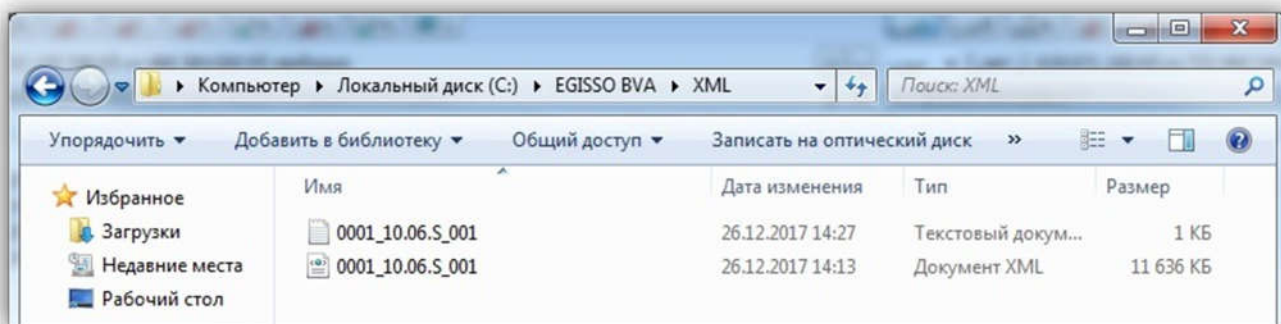 Компьютер ▸ Локальный диск (C:) ▸ EGISSO BVA ▸ XML Поиск: XML
Упорядочить Добавить в библиотеку Общий доступ Записать на оптический диск »
Избранное Имя Дата изменения Тип Размер
Загрузки 0001_10.06.S_001 26.12.2017 14:27 Текстовый докум... 1 КБ
Недавние места 0001_10.06.S_001 26.12.2017 14:13 Документ XML 11 636 КБ
Рабочий стол